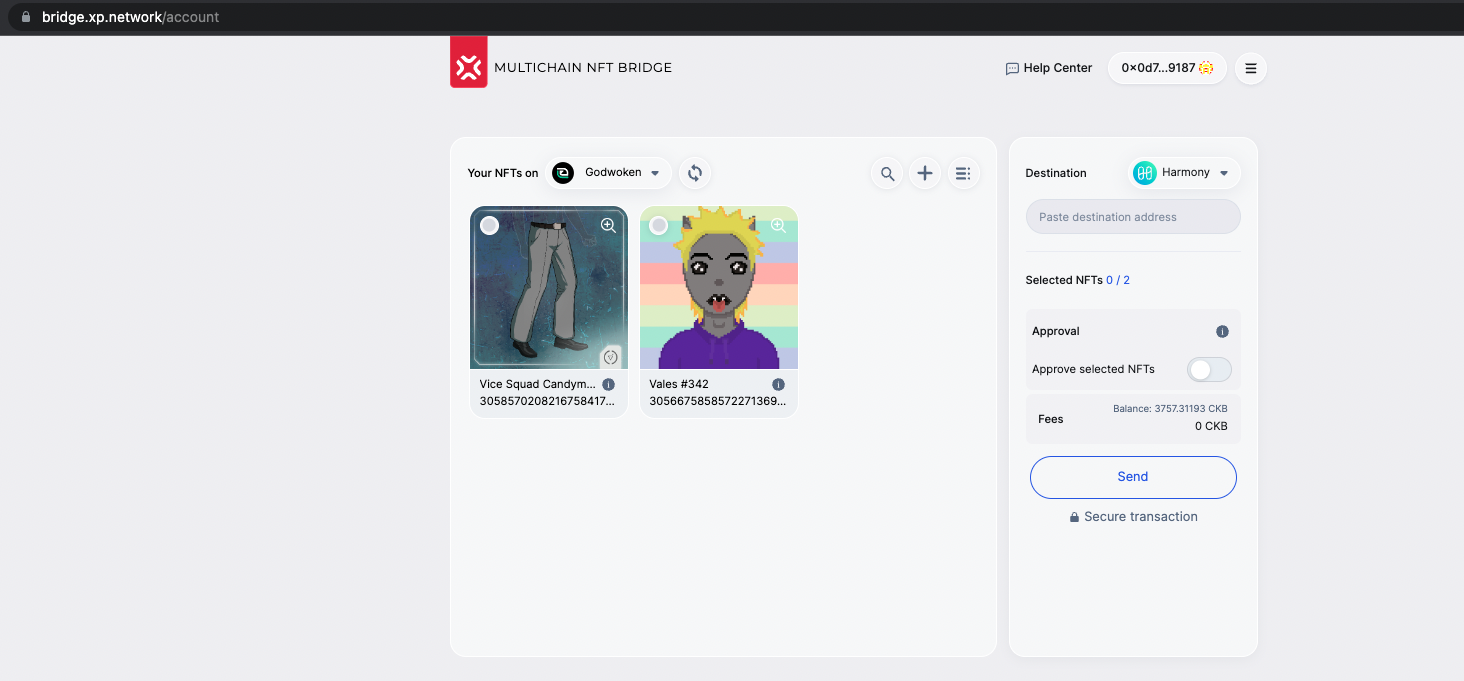 bridge.xp.network/account
MULTICHAIN NFT BRIDGE
Help Center
0x0d7...9187
Your NFTs on
Godwoken
Vice Squad Candym...
3058570208216758417...
Vales #342
3056675858572271369...
Destination
Harmony
Paste destination address
Selected NFTs 0 / 2
Approval
Approve selected NFTs
Fees
Balance: 3757.31193 CKB
0 CKB
Send
Secure transaction